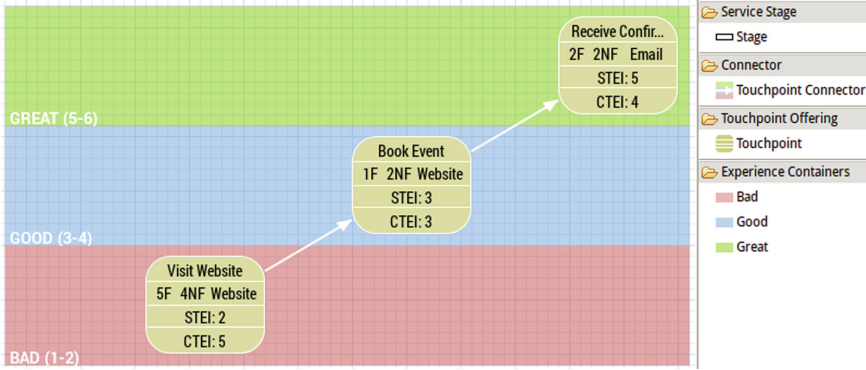 Receive Confir...
2F 2NF Email
STEI: 5
CTEI: 4
GREAT (5-6)
Book Event
1F 2NF Website
STEI: 3
CTEI: 3
GOOD (3-4)
Visit Website
5F 4NF Website
STEI: 2
CTEI: 5
BAD (1-2)
Service Stage
Stage
Connector
Touchpoint Connector
Touchpoint Offering
Touchpoint
Experience Containers
Bad
Good
Great